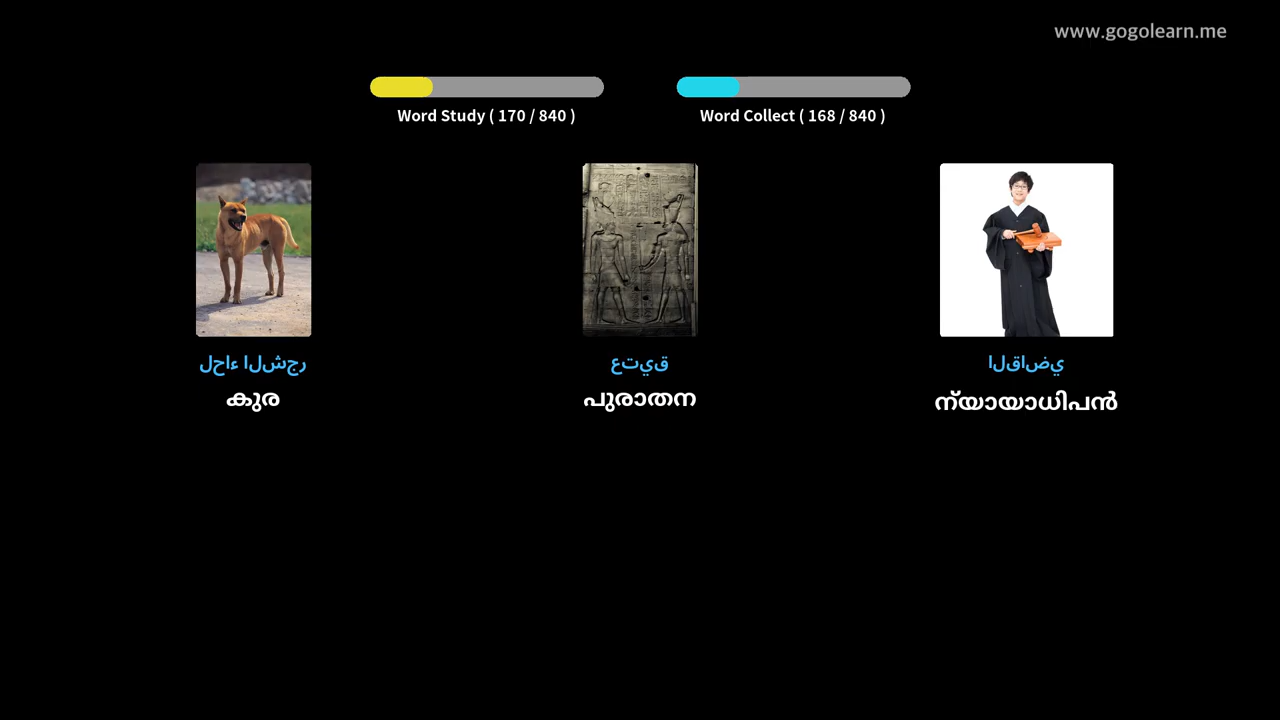 www.gogolearn.me
Word Study ( 170 / 840 )
Word Collect ( 168 / 840 )
لحاء الشجر
عتيق
القاضي
കുര
പുരാതന
ന്യായാധിപൻ